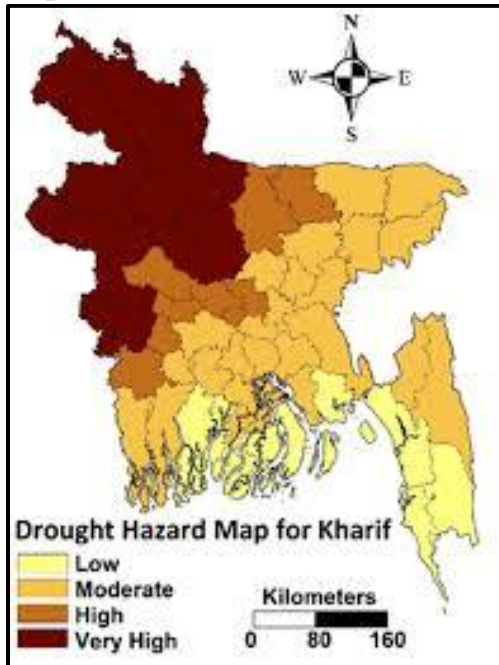 N
W E
S
Drought Hazard Map for Kharif
Low
Moderate
High
Very High
Kilometers
0 80 160